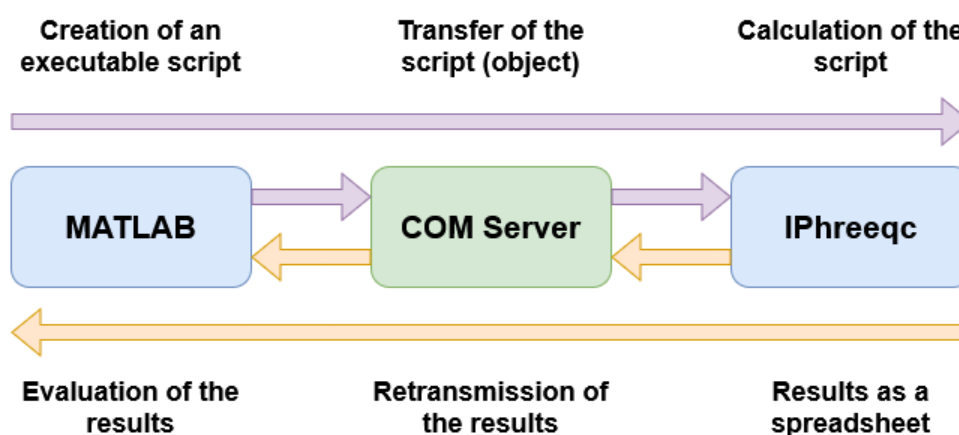 Creation of an
executable script
Transfer of the
script (object)
Calculation of the
script
MATLAB
COM Server
IPhreeqc
Evaluation of the
results
Retransmission of
the results
Results as a
spreadsheet